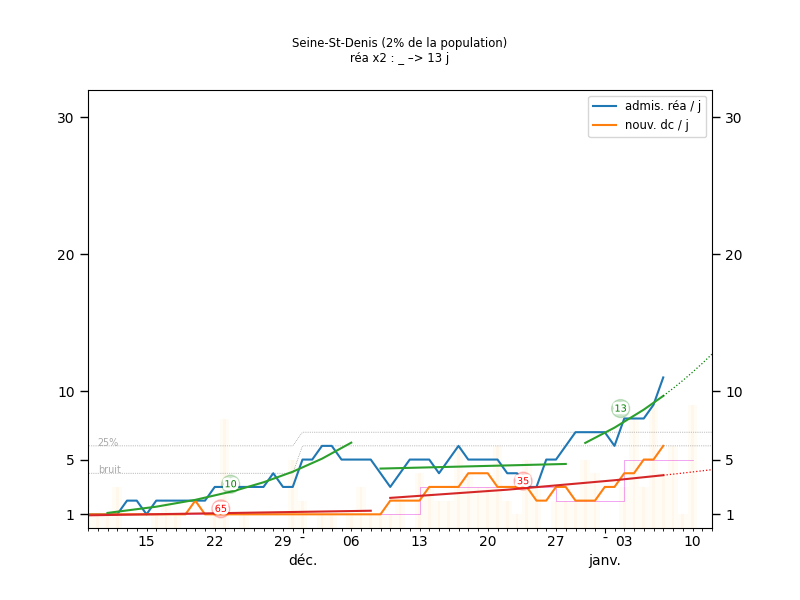 Seine-St-Denis (2% de la population)
réa x2 : _ –> 13 j
admis. réa / j
nouv. dc / j
30 30
20 20
10 10
13
25%
5 5
bruit
10 35
65
1 1
15 22 29 - 06 13 20 27 - 03 10
déc. janv.